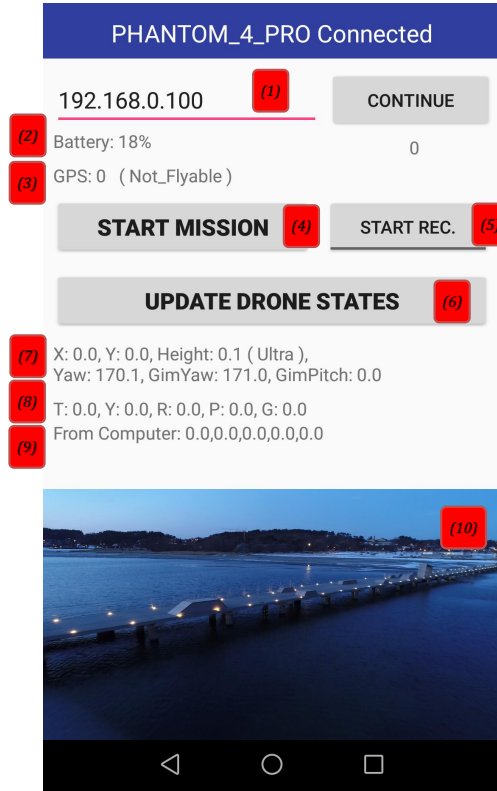 PHANTOM_4_PRO Connected
192.168.0.100 (1) CONTINUE
(2) Battery: 18% 0
(3) GPS: 0 ( Not_Flyable )
START MISSION (4) START REC. (5)
UPDATE DRONE STATES (6)
(7) X: 0.0, Y: 0.0, Height: 0.1 ( Ultra ),
Yaw: 170.1, GimYaw: 171.0, GimPitch: 0.0
(8) T: 0.0, Y: 0.0, R: 0.0, P: 0.0, G: 0.0
(9) From Computer: 0.0,0.0,0.0,0.0,0.0
(10)